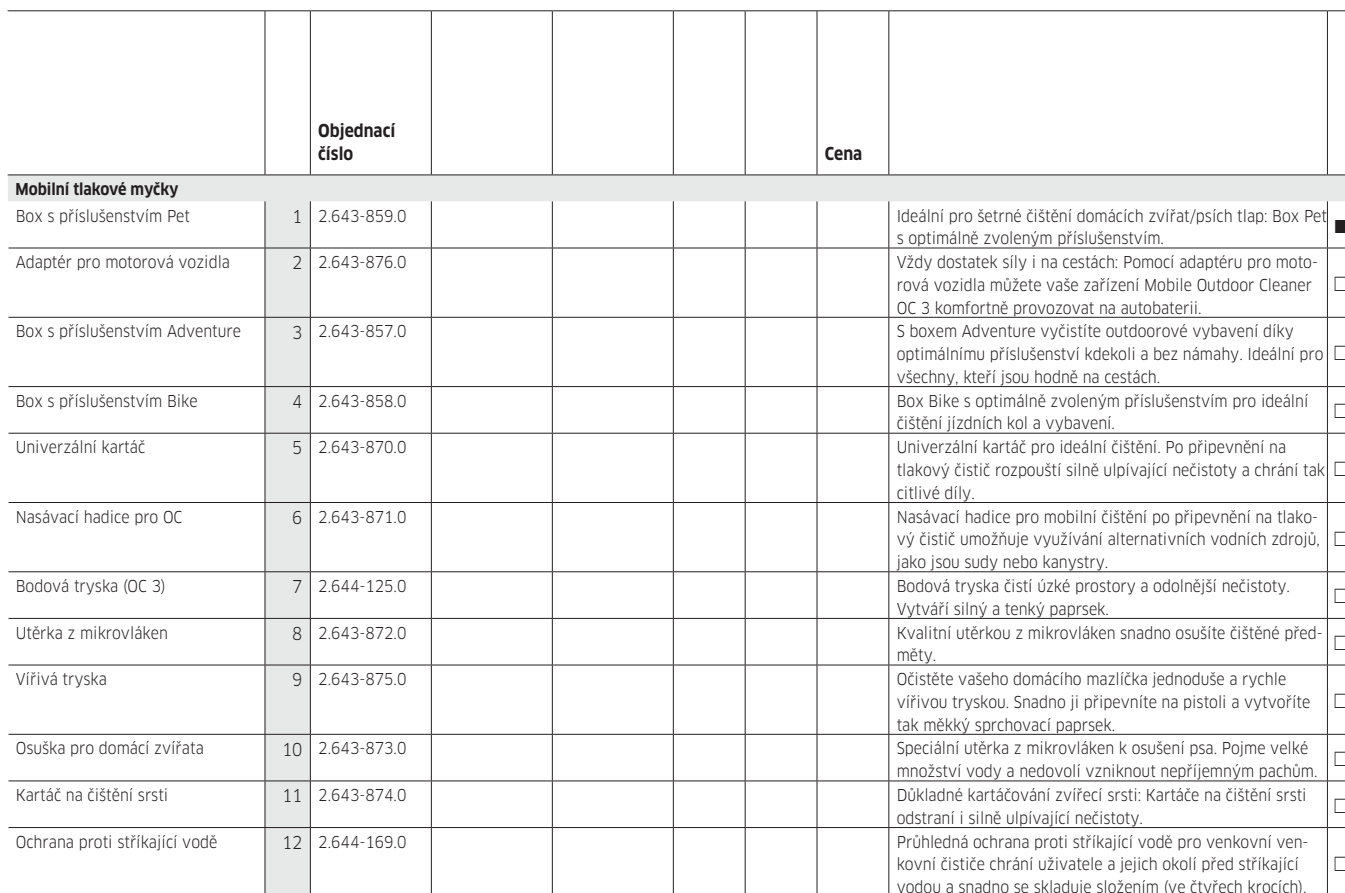 Objednací
číslo
Cena
Mobilní tlakové myčky
Box s příslušenstvím Pet 1 2.643-859.0 Ideální pro šetrné čištění domácích zvířat/psích tlap: Box Pet
s optimálně zvoleným příslušenstvím.
Adaptér pro motorová vozidla 2 2.643-876.0 Vždy dostatek síly i na cestách: Pomocí adaptéru pro moto-
rová vozidla můžete vaše zařízení Mobile Outdoor Cleaner
OC 3 komfortně provozovat na autobaterii.
Box s příslušenstvím Adventure 3 2.643-857.0 S boxem Adventure vyčistíte outdoorové vybavení díky
optimálnímu příslušenství kdekoli a bez námahy. Ideální pro
všechny, kteří jsou hodně na cestách.
Box s příslušenstvím Bike 4 2.643-858.0 Box Bike s optimálně zvoleným příslušenstvím pro ideální
čištění jízdních kol a vybavení.
Univerzální kartáč 5 2.643-870.0 Univerzální kartáč pro ideální čištění. Po připevnění na
tlakový čistič rozpouští silně ulpívající nečistoty a chrání tak
citlivé díly.
Nasávací hadice pro OC 6 2.643-871.0 Nasávací hadice pro mobilní čištění po připevnění na tlako-
vý čistič umožňuje využívání alternativních vodních zdrojů,
jako jsou sudy nebo kanystry.
Bodová tryska (OC 3) 7 2.644-125.0 Bodová tryska čistí úzké prostory a odolnější nečistoty.
Vytváří silný a tenký paprsek.
Utěrka z mikrovláken 8 2.643-872.0 Kvalitní utěrkou z mikrovláken snadno osušíte čištěné před-
měty.
Vířivá tryska 9 2.643-875.0 Očistěte vašeho domácího mazlíčka jednoduše a rychle
vířivou tryskou. Snadno ji připevníte na pistoli a vytvoříte
tak měkký sprchovací paprsek.
Osuška pro domácí zvířata 10 2.643-873.0 Speciální utěrka z mikrovláken k osušení psa. Pojme velké
množství vody a nedovolí vzniknout nepříjemným pachům.
Kartáč na čištění srsti 11 2.643-874.0 Důkladné kartáčování zvířecí srsti: Kartáče na čištění srsti
odstraní i silně ulpívající nečistoty.
Ochrana proti stříkající vodě 12 2.644-169.0 Průhledná ochrana proti stříkající vodě pro venkovní ven-
kovní čističe chrání uživatele a jejich okolí před stříkající
vodou a snadno se skladuje složením (ve čtyřech krocích).